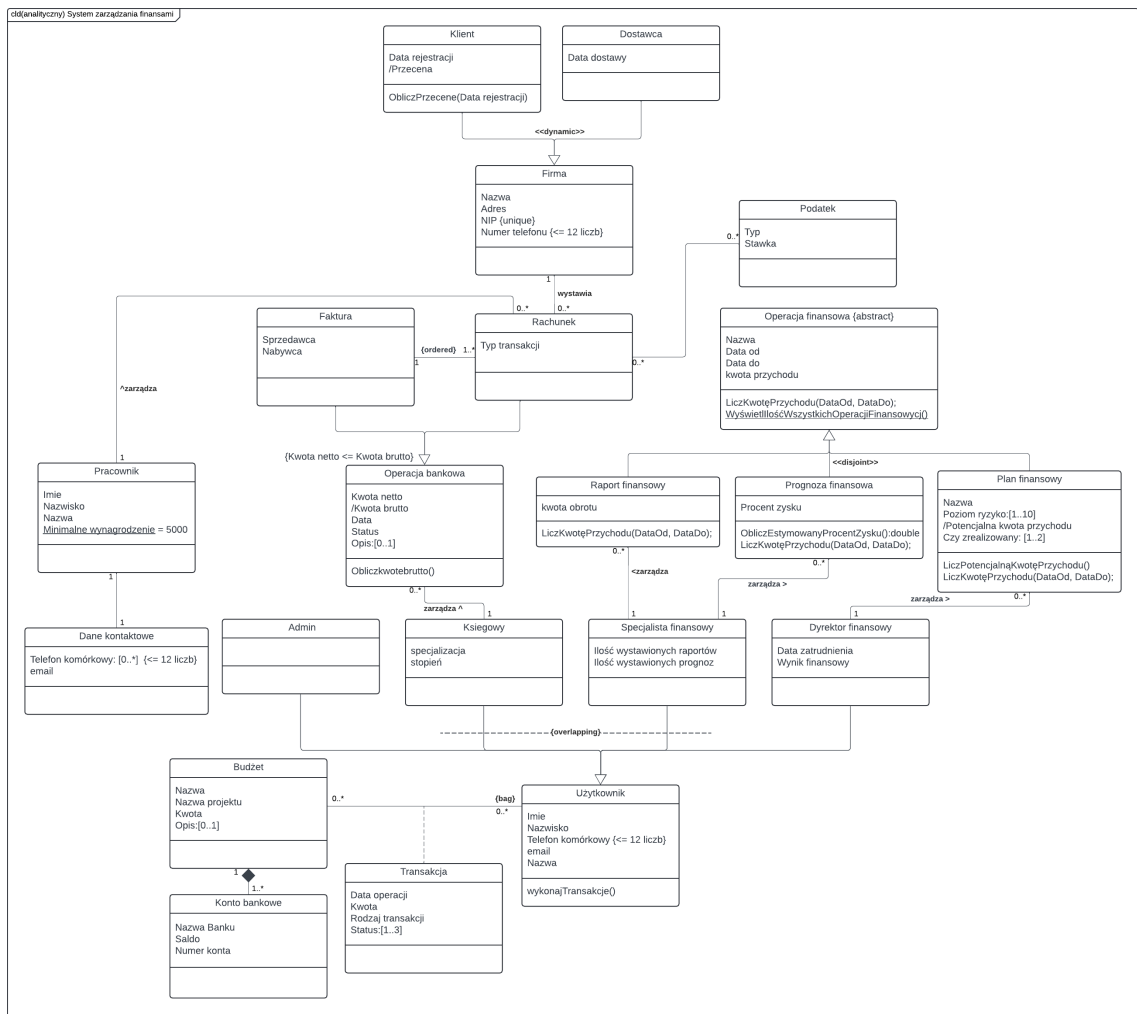 cld(analityczny) System zarządzania finansami
Klient
Data rejestracji
/Przecena
ObliczPrzecene(Data rejestracji)
Dostawca
Data dostawy
<<dynamic>>
Firma
Nazwa
Adres
NIP {unique}
Numer telefonu {<= 12 liczb}
1
wystawia
0..*
0..*
Podatek
Typ
Stawka
0..*
Faktura
Sprzedawca
Nabywca
{ordered}
1
1..*
Rachunek
Typ transakcji
0..*
Operacja finansowa {abstract}
Nazwa
Data od
Data do
kwota przychodu
LiczKwotęPrzychodu(DataOd, DataDo);
WyświetlIlośćWszystkichOperacjiFinansowycj()
^zarządza
1
Pracownik
Imie
Nazwisko
Nazwa
Minimalne wynagrodzenie = 5000
1
1
Dane kontaktowe
Telefon komórkowy: [0..*] {<= 12 liczb}
email
{Kwota netto <= Kwota brutto}
Operacja bankowa
Kwota netto
/Kwota brutto
Data
Status
Opis:[0..1]
Obliczkwotebrutto()
0..*
zarządza ^
1
<<disjoint>>
Raport finansowy
kwota obrotu
LiczKwotęPrzychodu(DataOd, DataDo);
0..*
<zarządza
1
Prognoza finansowa
Procent zysku
ObliczEstymowanyProcentZysku():double
LiczKwotęPrzychodu(DataOd, DataDo);
0..*
zarządza >
1
Plan finansowy
Nazwa
Poziom ryzyko:[1..10]
/Potencjalna kwota przychodu
Czy zrealizowany: [1..2]
LiczPotencjalnąKwotęPrzychodu()
LiczKwotęPrzychodu(DataOd, DataDo);
0..*
zarządza >
1
Admin
Ksiegowy
specjalizacja
stopień
Specjalista finansowy
Ilość wystawionych raportów
Ilość wystawionych prognoz
Dyrektor finansowy
Data zatrudnienia
Wynik finansowy
{overlapping}
Budżet
Nazwa
Nazwa projektu
Kwota
Opis:[0..1]
0..*
{bag}
0..*
Użytkownik
Imie
Nazwisko
Telefon komórkowy {<= 12 liczb}
email
Nazwa
wykonajTransakcje()
1
1..*
Konto bankowe
Nazwa Banku
Saldo
Numer konta
Transakcja
Data operacji
Kwota
Rodzaj transakcji
Status:[1..3]